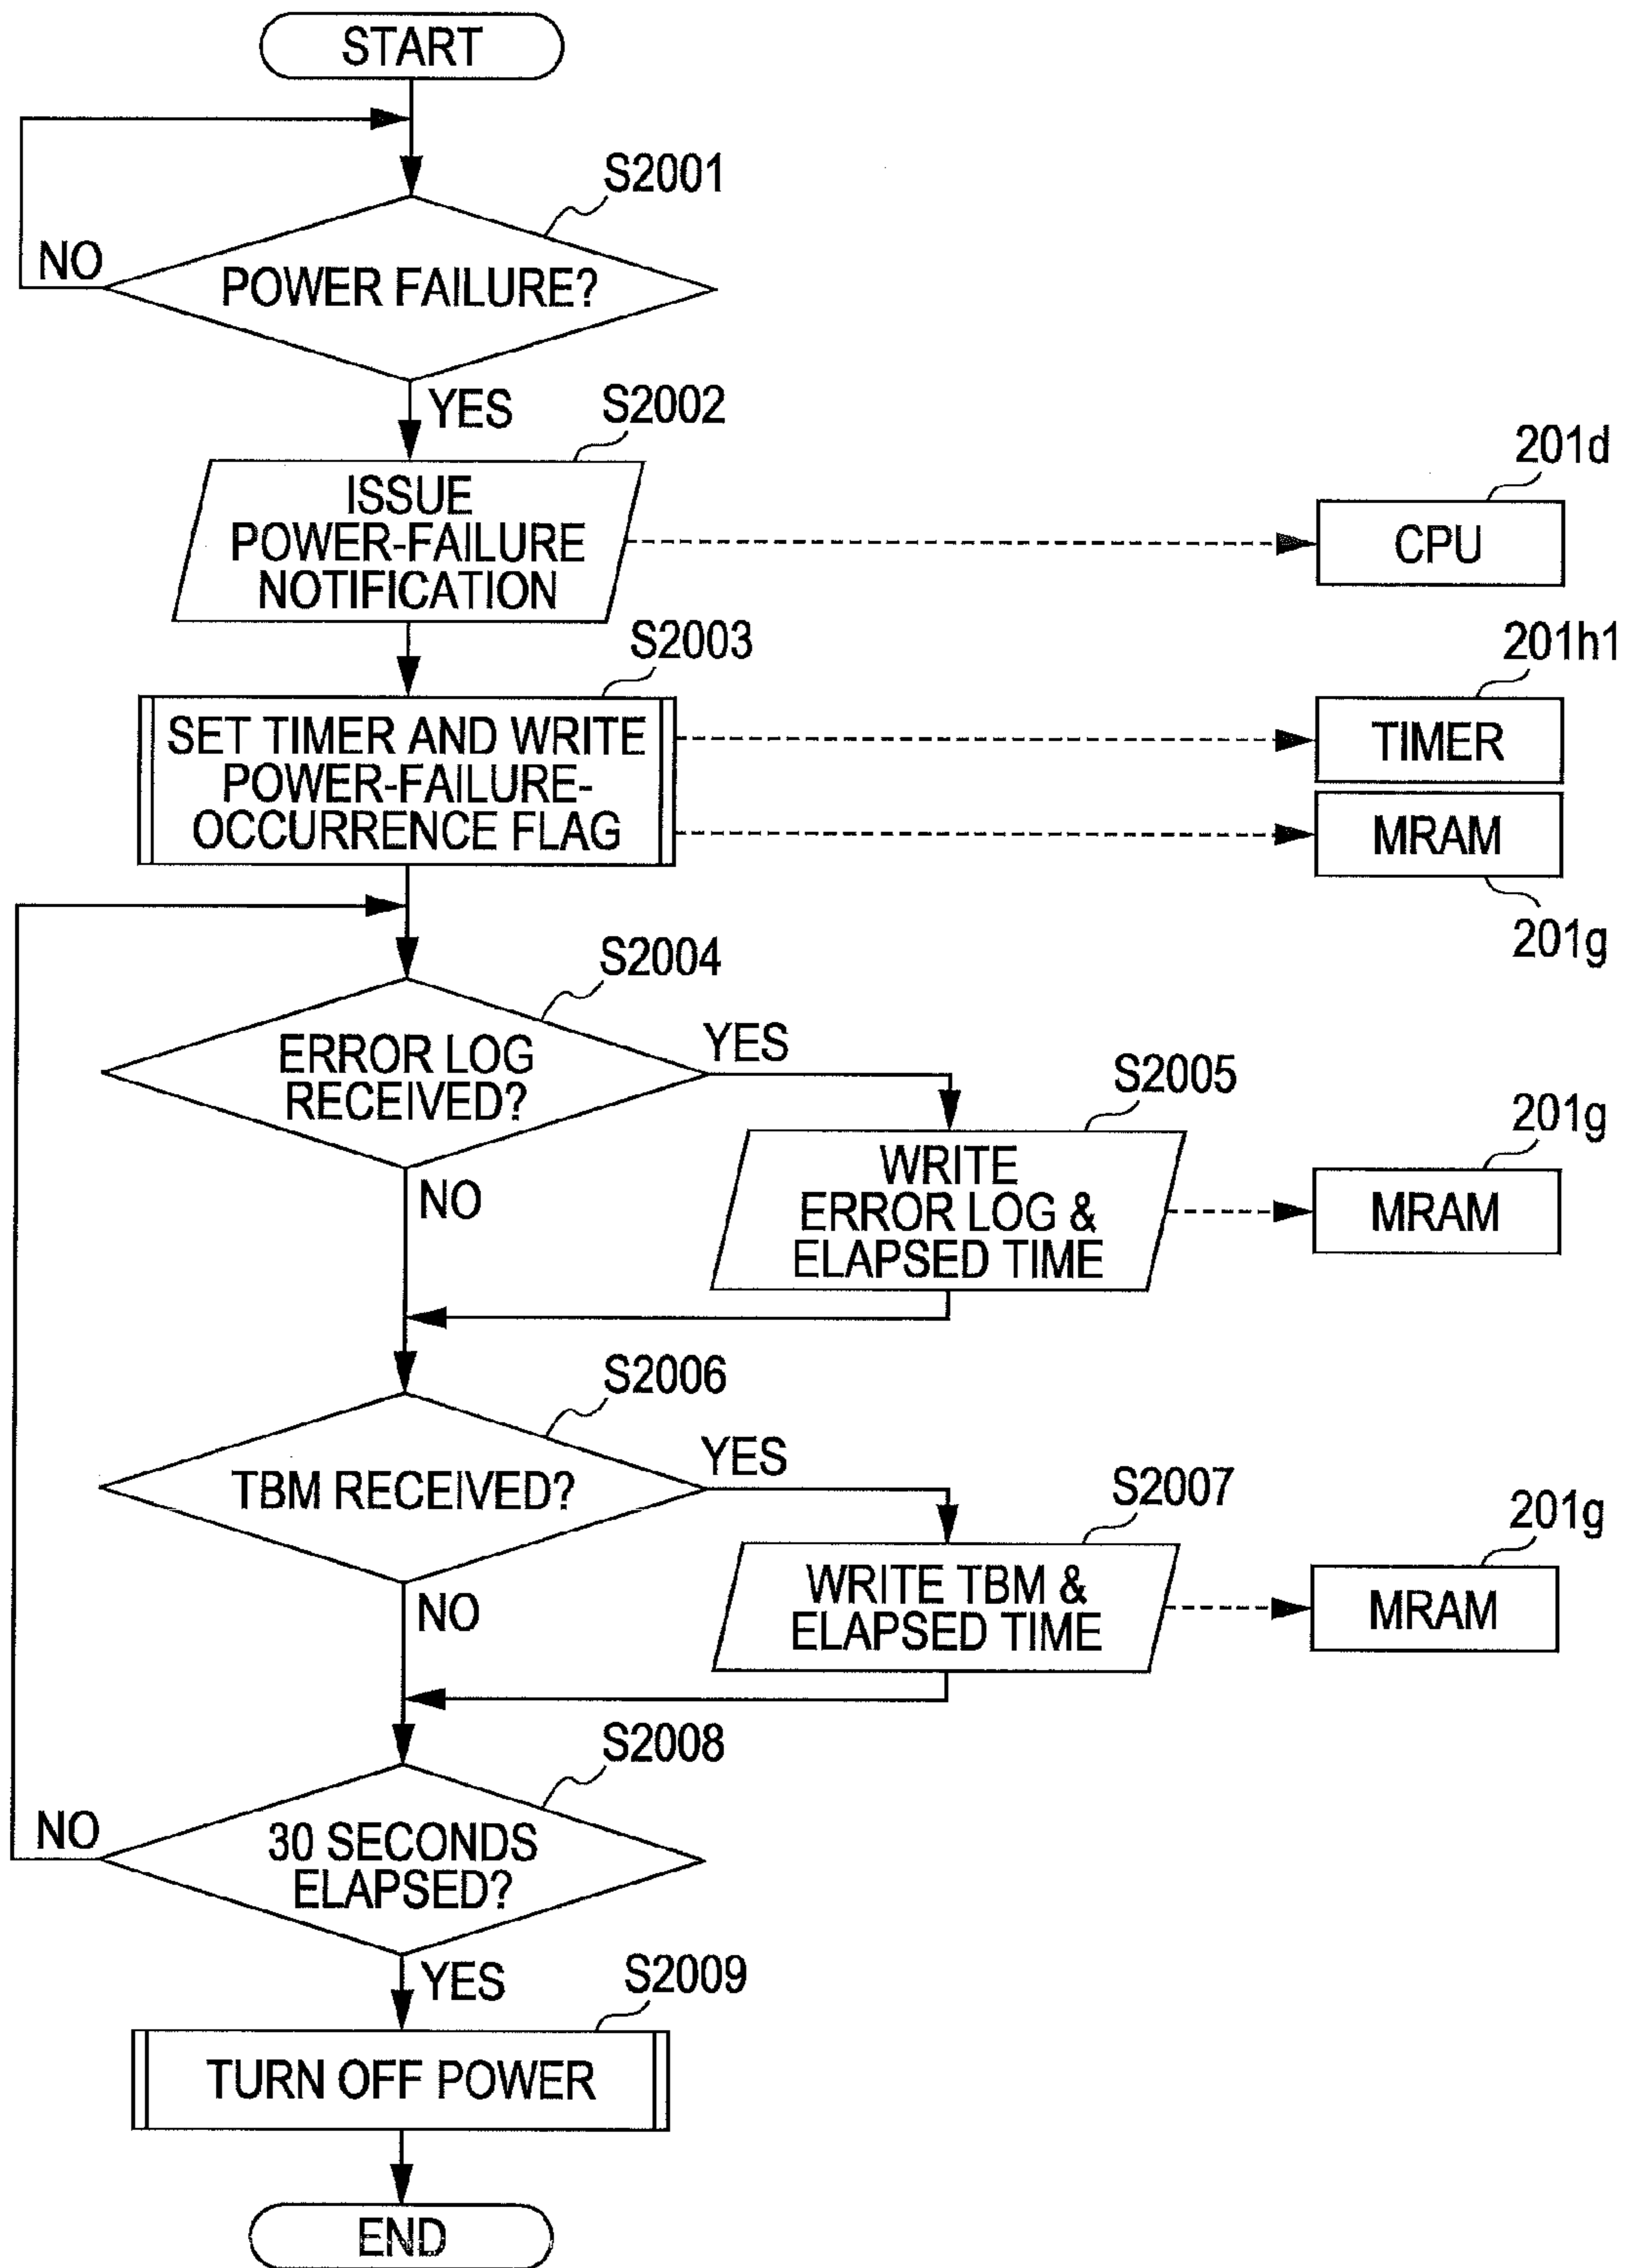 START
S2001
NO
POWER FAILURE?
YES
S2002
ISSUE
POWER-FAILURE
NOTIFICATION
201d
CPU
S2003
SET TIMER AND WRITE
POWER-FAILURE-
OCCURRENCE FLAG
201h1
TIMER
MRAM
201g
S2004
ERROR LOG
RECEIVED?
YES
NO
S2005
WRITE
ERROR LOG &
ELAPSED TIME
201g
MRAM
S2006
TBM RECEIVED?
YES
NO
S2007
WRITE TBM &
ELAPSED TIME
201g
MRAM
S2008
NO
30 SECONDS
ELAPSED?
YES
S2009
TURN OFF POWER
END